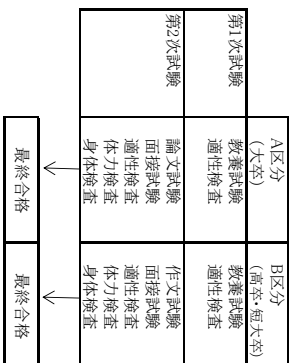 A区分
(大卒)
B区分
(高卒・短大卒)
第1次試験
教養試験
適性検査
教養試験
適性検査
第2次試験
論文試験
面接試験
適性検査
体力検査
身体検査
作文試験
面接試験
適性検査
体力検査
身体検査
最終合格
最終合格